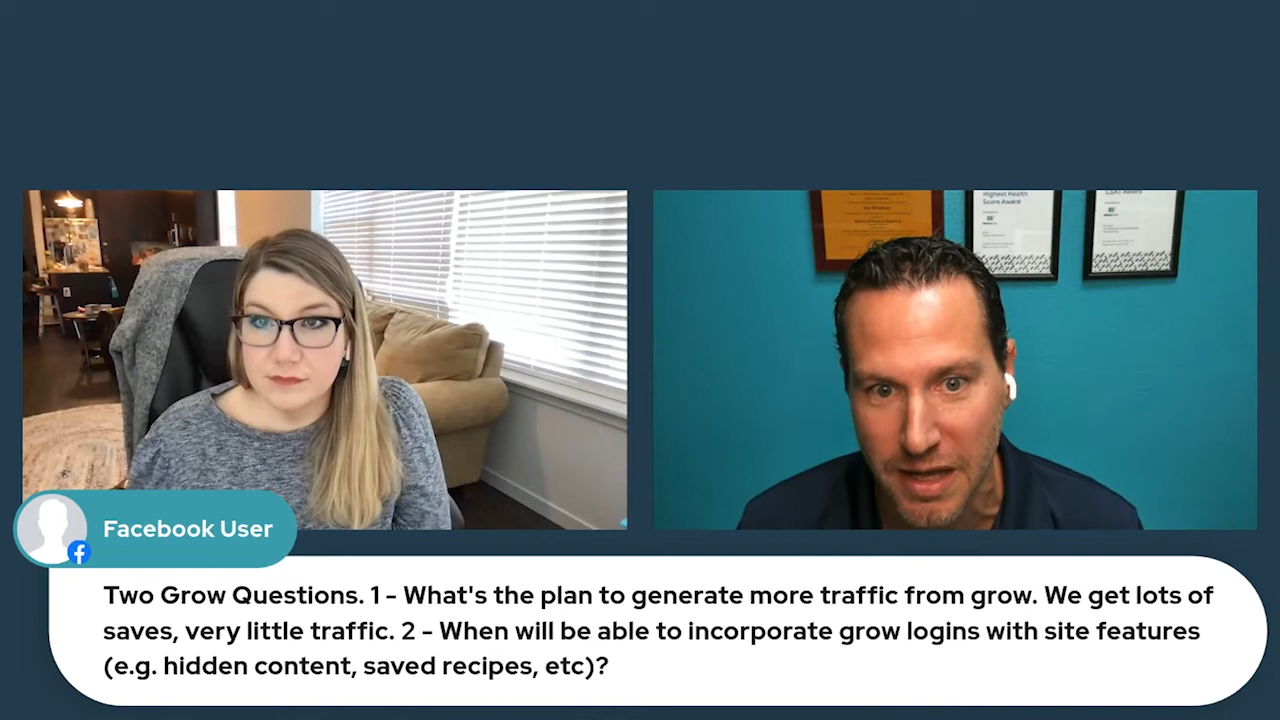 Highest Health
Score Award
CSAT Award
Facebook User
Two Grow Questions. 1 - What's the plan to generate more traffic from grow. We get lots of
saves, very little traffic. 2 - When will be able to incorporate grow logins with site features
(e.g. hidden content, saved recipes, etc)?